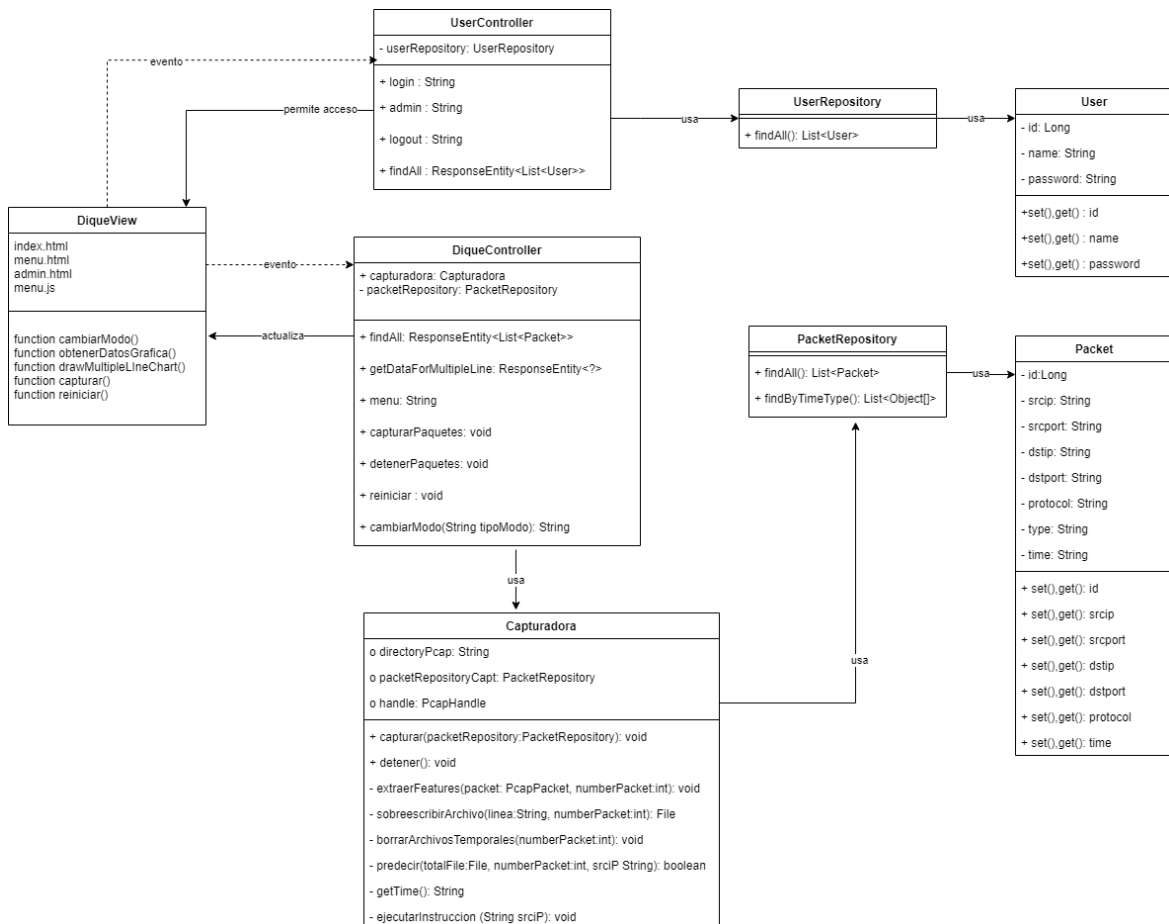 UserController
- userRepository: UserRepository
+ login : String
+ admin : String
+ logout : String
+ findAll : ResponseEntity<List<User>>
evento
permite acceso
usa
UserRepository
+ findAll(): List<User>
usa
User
- id: Long
- name: String
- password: String
+set(),get() : id
+set(),get() : name
+set(),get() : password
DiqueView
index.html
menu.html
admin.html
menu.js
function cambiarModo()
function obtenerDatosGrafica()
function drawMultipleLIneChart()
function capturar()
function reiniciar()
evento
actualiza
DiqueController
+ capturadora: Capturadora
- packetRepository: PacketRepository
+ findAll: ResponseEntity<List<Packet>>
+ getDataForMultipleLine: ResponseEntity<?>
+ menu: String
+ capturarPaquetes: void
+ detenerPaquetes: void
+ reiniciar : void
+ cambiarModo(String tipoModo): String
usa
PacketRepository
+ findAll(): List<Packet>
+ findByTimeType(): List<Object[]>
usa
Packet
- id:Long
- srcip: String
- srcport: String
- dstip: String
- dstport: String
- protocol: String
- type: String
- time: String
+ set(),get(): id
+ set(),get(): srcip
+ set(),get(): srcport
+ set(),get(): dstip
+ set(),get(): dstport
+ set(),get(): protocol
+ set(),get(): time
Capturadora
o directoryPcap: String
o packetRepositoryCapt: PacketRepository
o handle: PcapHandle
+ capturar(packetRepository:PacketRepository): void
+ detener(): void
- extraerFeatures(packet: PcapPacket, numberPacket:int): void
- sobreescribirArchivo(linea:String, numberPacket:int): File
- borrarArchivosTemporales(numberPacket:int): void
- predecir(totalFile:File, numberPacket:int, srciP String): boolean
- getTime(): String
- ejecutarInstruccion (String srciP): void
usa